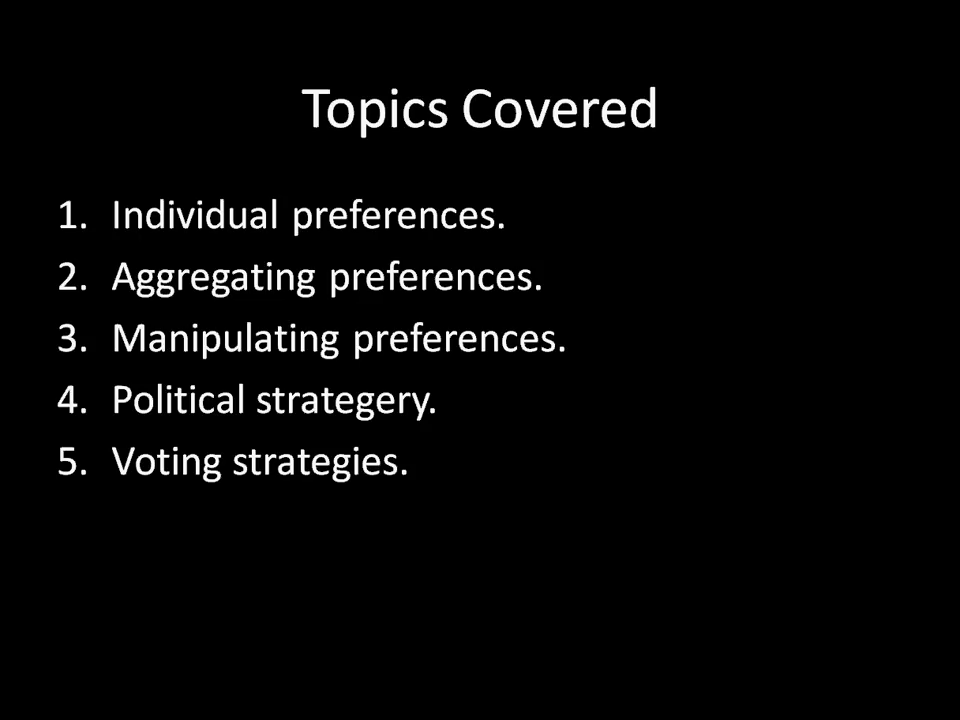 Topics Covered
1. Individual preferences.
2. Aggregating preferences.
3. Manipulating preferences.
4. Political strategery.
5. Voting strategies.